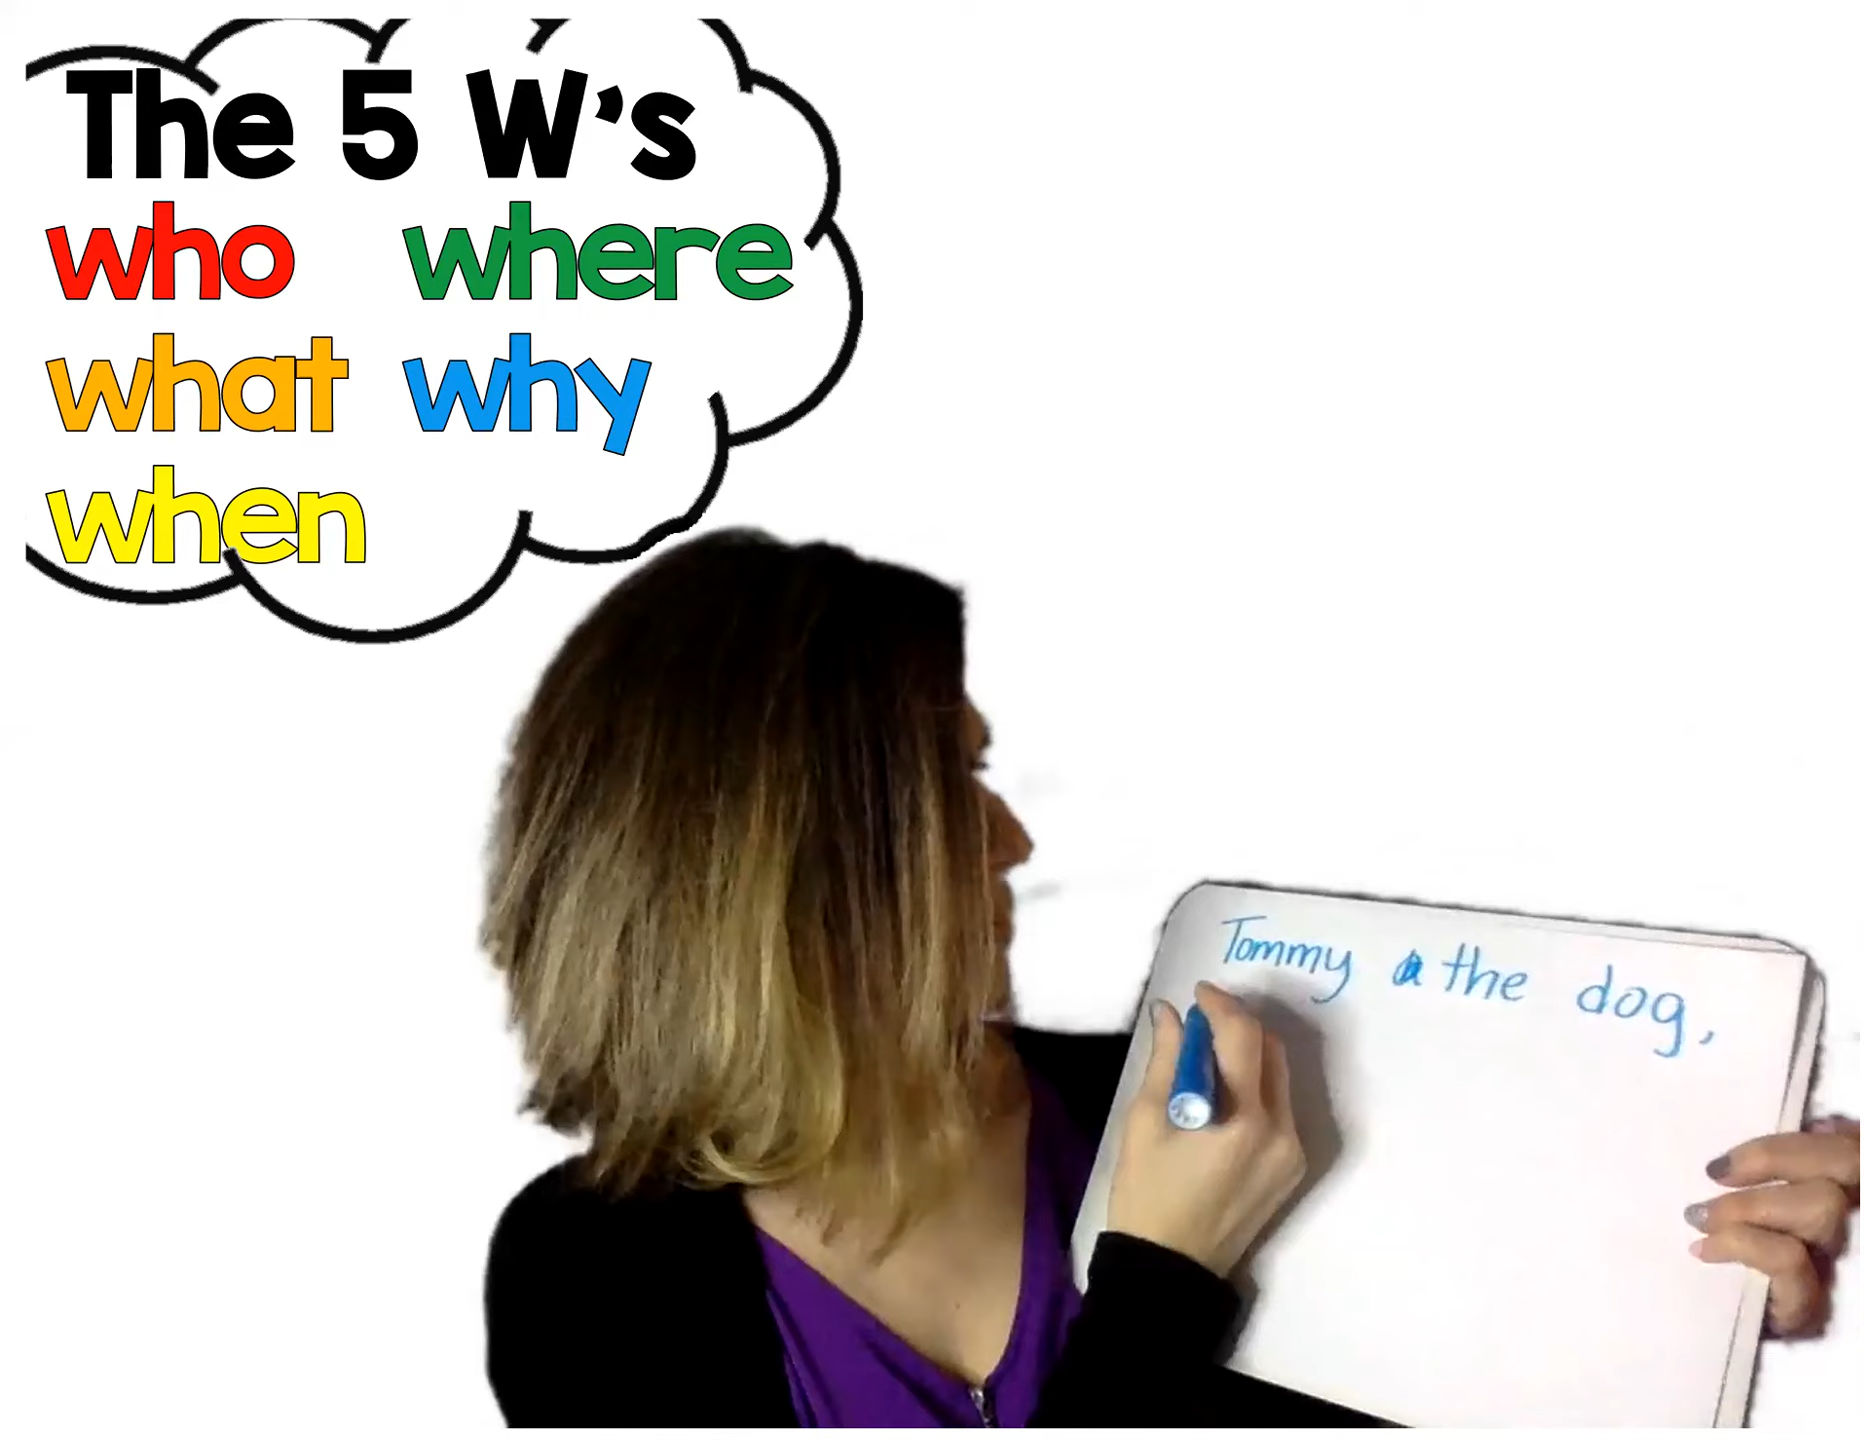 The 5 W's
who where
what why
when
Tommy the dog,